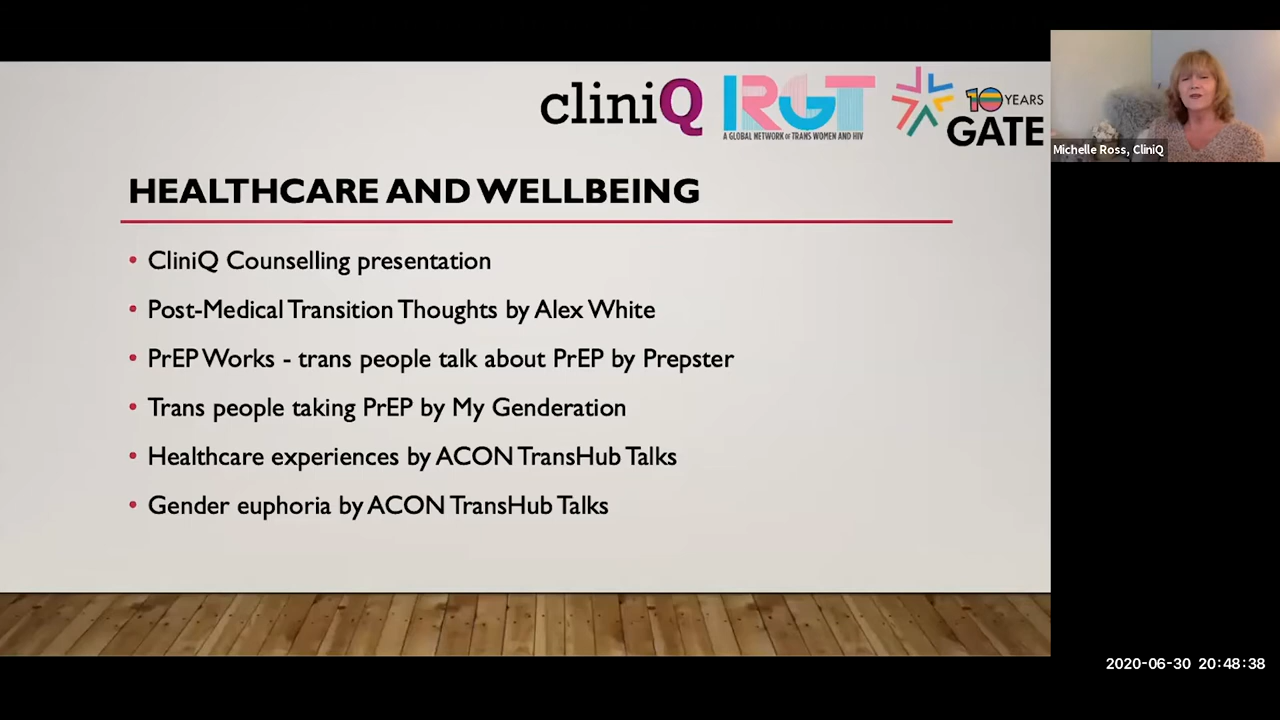 cliniQ
IRGT
A GLOBAL NETWORK OF TRANS WOMEN AND HIV
10 YEARS
GATE
Michelle Ross, CliniQ
HEALTHCARE AND WELLBEING
• CliniQ Counselling presentation
• Post-Medical Transition Thoughts by Alex White
• PrEP Works - trans people talk about PrEP by Prepster
• Trans people taking PrEP by My Genderation
• Healthcare experiences by ACON TransHub Talks
• Gender euphoria by ACON TransHub Talks
2020-06-30 20:48:38